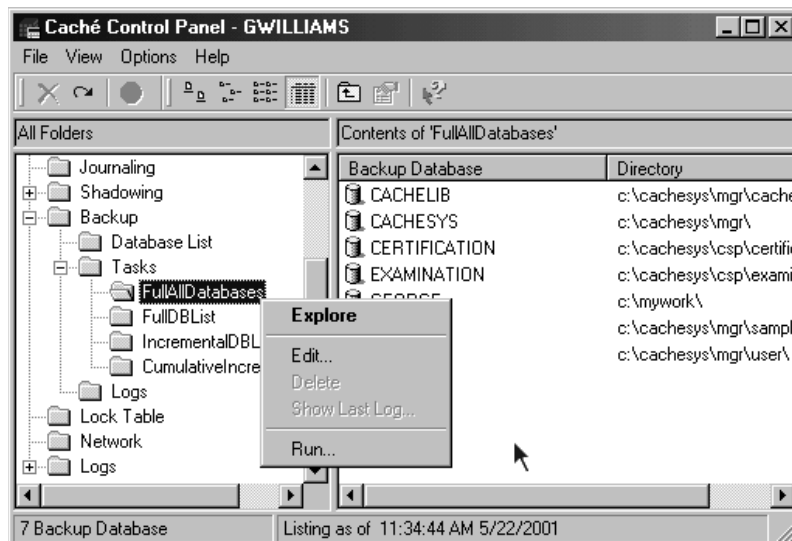 Caché Control Panel - GWILLIAMS
File View Options Help
All Folders
Contents of 'FullAllDatabases'
Journaling
Shadowing
Backup
Database List
Tasks
FullAllDatabases
FullDBList
IncrementalDBL
CumulativeIncre
Logs
Lock Table
Network
Logs
Backup Database Directory
CACHELIB c:\cachesys\mgr\cache
CACHESYS c:\cachesys\mgr\
CERTIFICATION c:\cachesys\csp\certific
EXAMINATION c:\cachesys\csp\exami
GEORGE c:\mywork\
c:\cachesys\mgr\sampl
c:\cachesys\mgr\user\
Explore
Edit...
Delete
Show Last Log...
Run...
7 Backup Database
Listing as of 11:34:44 AM 5/22/2001